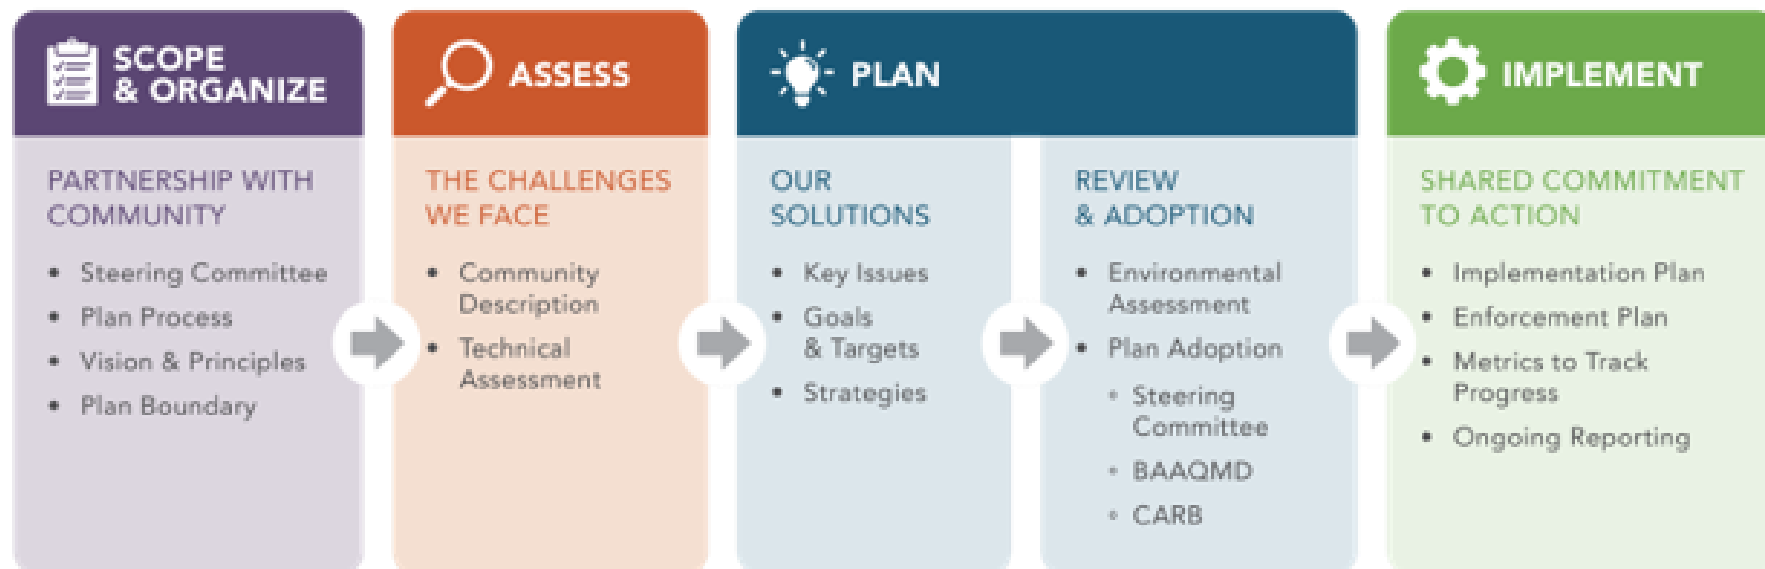 SCOPE
& ORGANIZE
PARTNERSHIP WITH
COMMUNITY
• Steering Committee
• Plan Process
• Vision & Principles
• Plan Boundary
ASSESS
THE CHALLENGES
WE FACE
• Community
Description
• Technical
Assessment
PLAN
OUR
SOLUTIONS
• Key Issues
• Goals
& Targets
• Strategies
REVIEW
& ADOPTION
• Environmental
Assessment
• Plan Adoption
◦ Steering
Committee
◦ BAAQMD
◦ CARB
IMPLEMENT
SHARED COMMITMENT
TO ACTION
• Implementation Plan
• Enforcement Plan
• Metrics to Track
Progress
• Ongoing Reporting